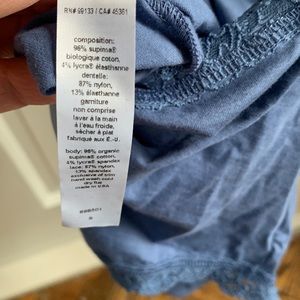 RN# 99133 / CA# 45361
composition:
96% supima®
biologique coton,
4% lycra® élasthanne
dentelle:
87% nylon,
13% élasthanne
garniture
non comprise
laver à la main
à l'eau froide,
sécher à plat
fabriqué aux É.-U.
body: 96% organic
supima® cotton,
4% lycra® spandex
lace: 87% nylon,
13% spandex
exclusive of trim
hand wash cold
dry flat
made in USA